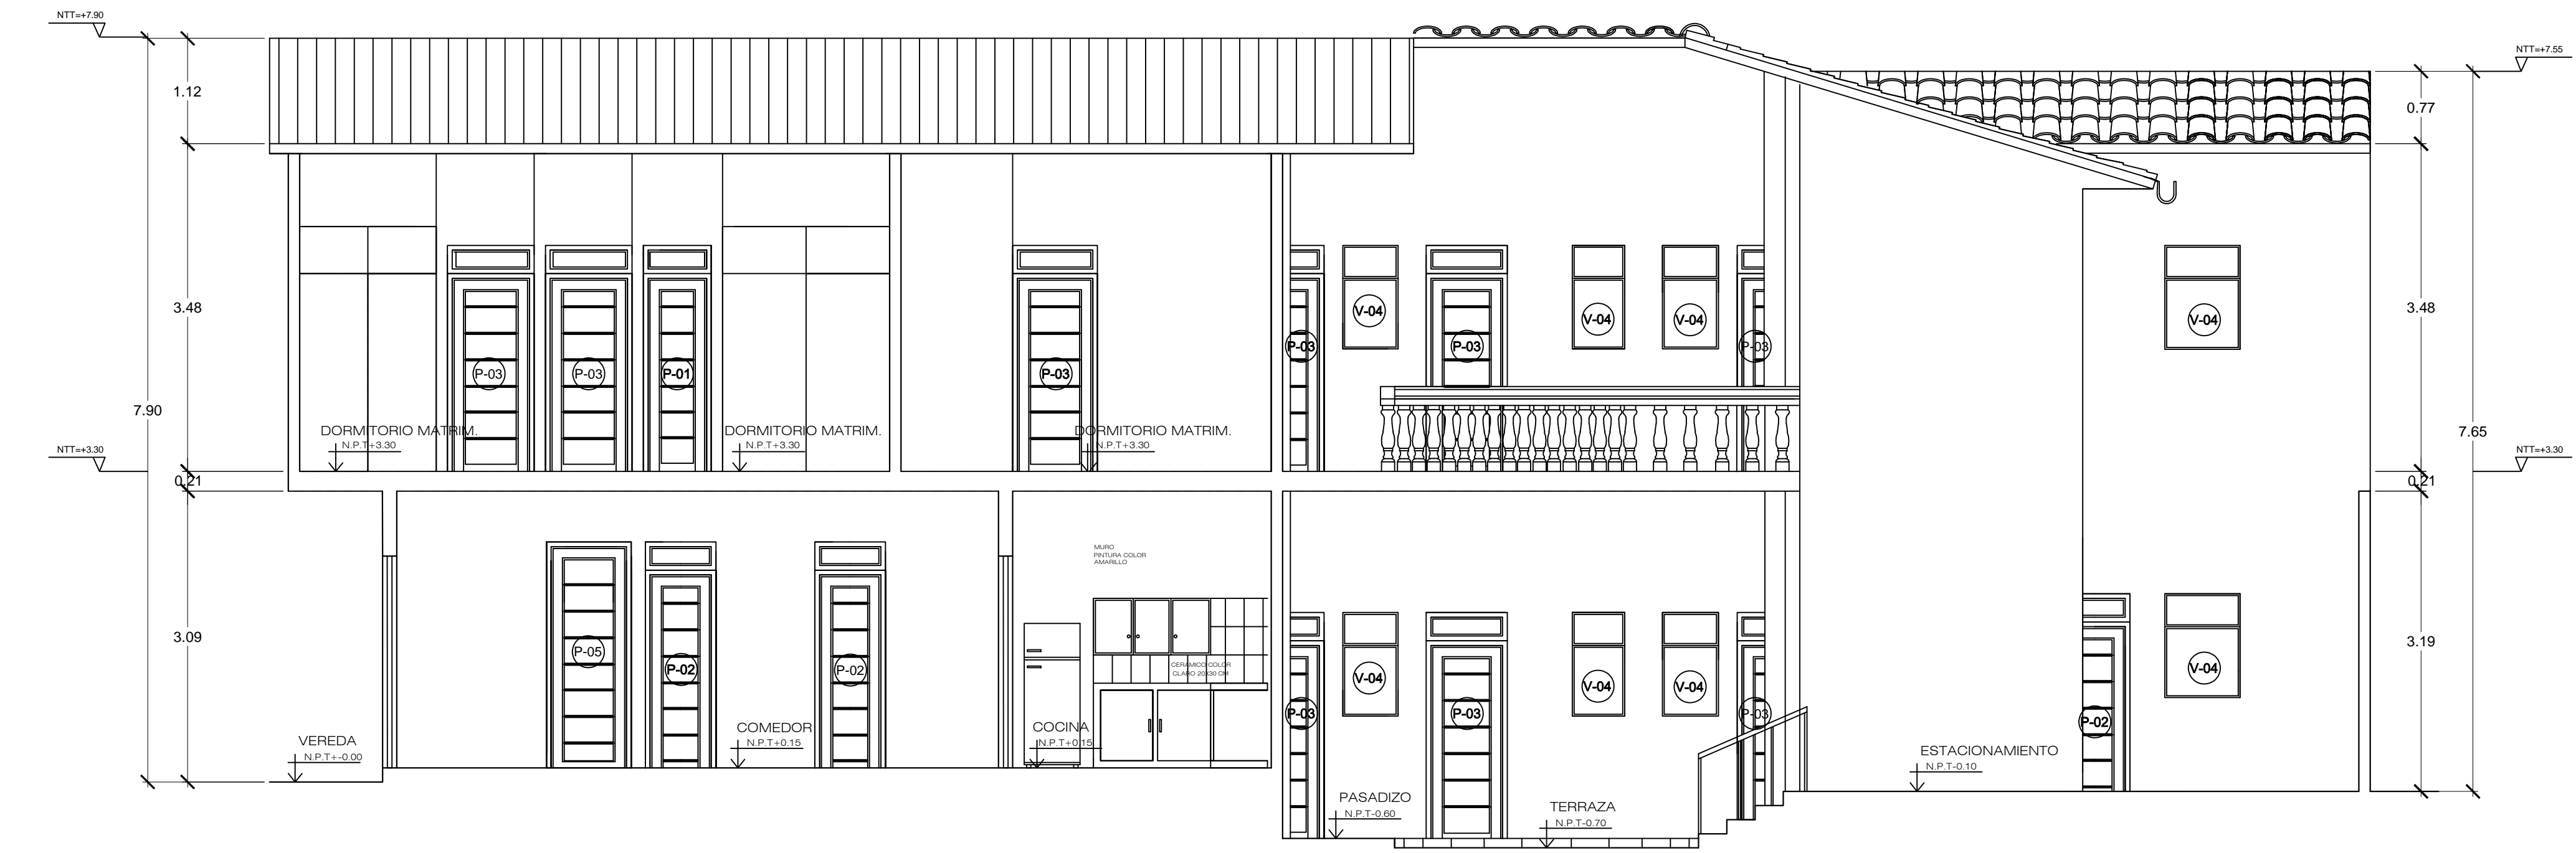 NTT=+7.90
NTT=+7.55
1.12
0.77
3.48
3.48
V-04
V-04
V-04
V-04
P-03
P-03
P-03
P-03
P-03
P-01
P-03
7.90
7.65
DORMITORIO MATRIM.
N.P.T+3.30
DORMITORIO MATRIM.
N.P.T+3.30
DORMITORIO MATRIM.
N.P.T+3.30
NTT=+3.30
NTT=+3.30
0.21
0.21
MURO
PINTURA COLOR
AMARILLO
3.09
3.19
P-05
P-02
P-02
CERAMICO COLOR
CLARO 20X30 CM
V-04
V-04
V-04
V-04
P-03
P-03
P-03
P-02
VEREDA
N.P.T+-0.00
COMEDOR
N.P.T+0.15
COCINA
N.P.T+0.15
ESTACIONAMIENTO
N.P.T-0.10
PASADIZO
N.P.T-0.60
TERRAZA
N.P.T-0.70